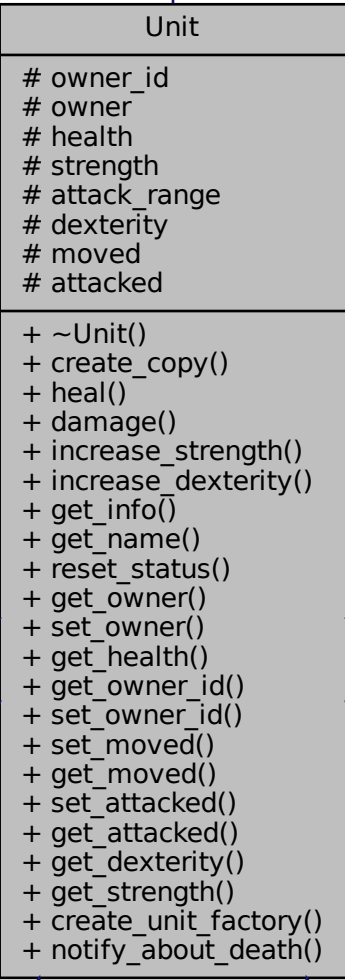 Unit
# owner_id
# owner
# health
# strength
# attack_range
# dexterity
# moved
# attacked
+ ~Unit()
+ create_copy()
+ heal()
+ damage()
+ increase_strength()
+ increase_dexterity()
+ get_info()
+ get_name()
+ reset_status()
+ get_owner()
+ set_owner()
+ get_health()
+ get_owner_id()
+ set_owner_id()
+ set_moved()
+ get_moved()
+ set_attacked()
+ get_attacked()
+ get_dexterity()
+ get_strength()
+ create_unit_factory()
+ notify_about_death()